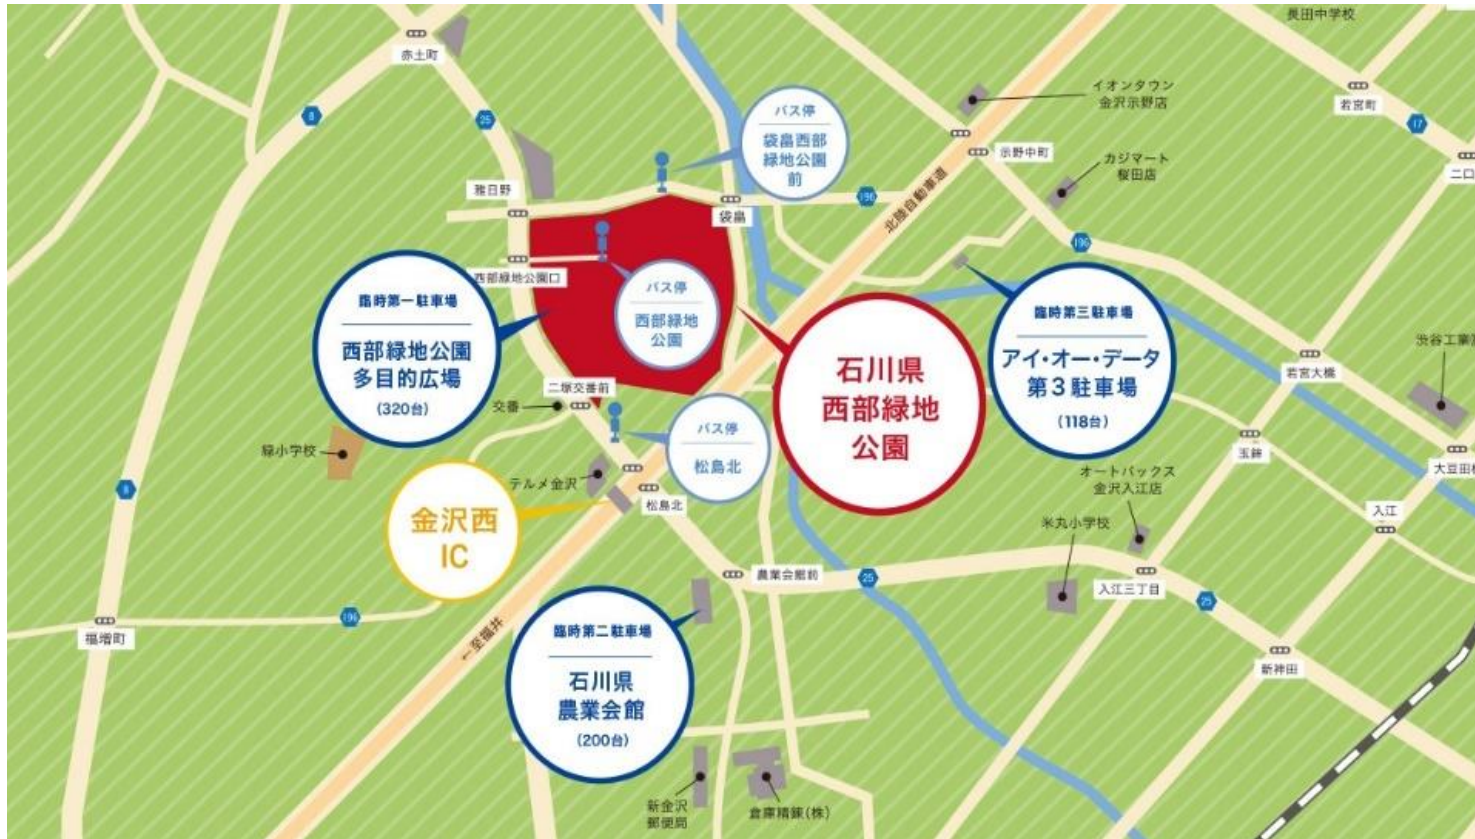 長田中学校
赤土町
8
25
バス停
袋畠西部
緑地公園
前
イオンタウン
金沢示野店
若宮町
17
示野中町
カジマート
桜田店
二口
雅日野
袋畠
196
北陸自動車道
196
西部緑地公園口
臨時第一駐車場
西部緑地公園
多目的広場
(320台)
バス停
西部緑地
公園
石川県
西部緑地
公園
臨時第三駐車場
アイ・オー・データ
第3駐車場
(118台)
渋谷工業
若宮大橋
二塚交番前
交番
バス停
松島北
緑小学校
テルメ金沢
松島北
金沢西
IC
玉鉾
大豆田
オートバックス
金沢入江店
入江
米丸小学校
8
農業会館前
25
入江三丁目
25
196
福増町
←至福井
臨時第二駐車場
石川県
農業会館
(200台)
新神田
新金沢
郵便局
倉庫精練(株)